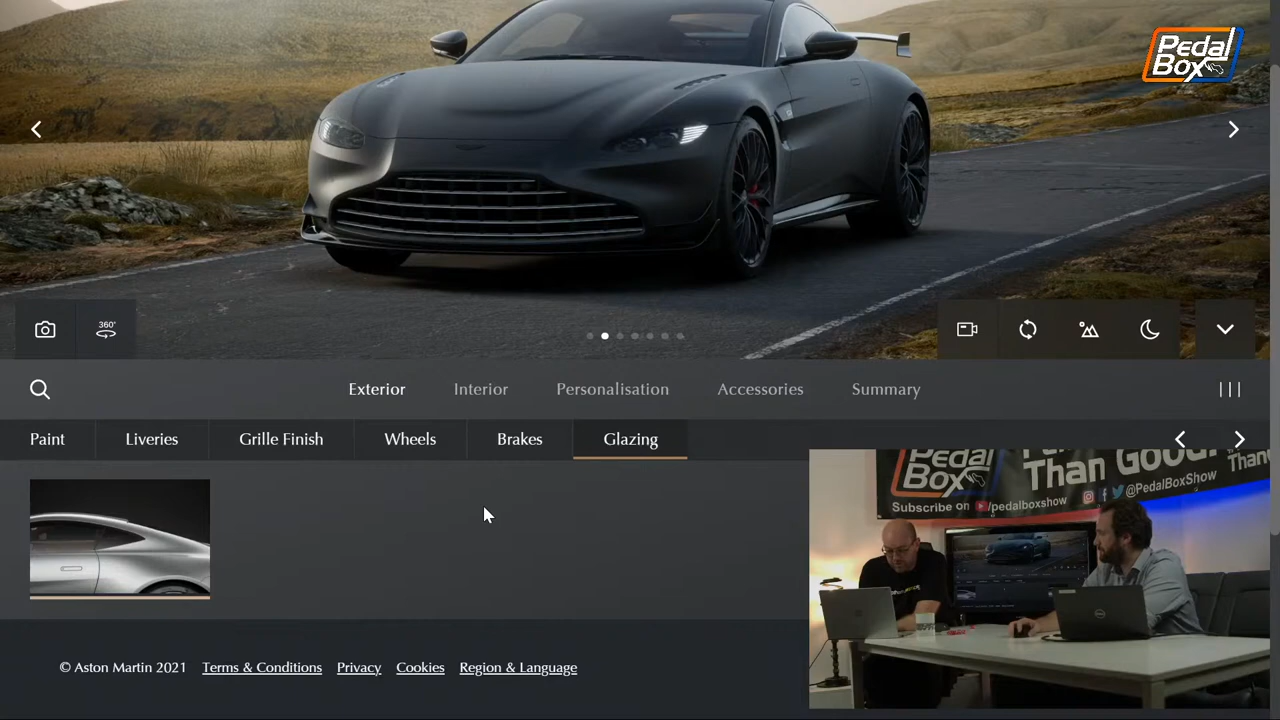 Pedal
Box
360°
Exterior
Interior
Personalisation
Accessories
Summary
Paint
Liveries
Grille Finish
Wheels
Brakes
Glazing
© Aston Martin 2021
Terms & Conditions
Privacy
Cookies
Region & Language
Pedal
Box
Than Good!
Subscribe on /pedalboxshow
@PedalBoxShow
DELL